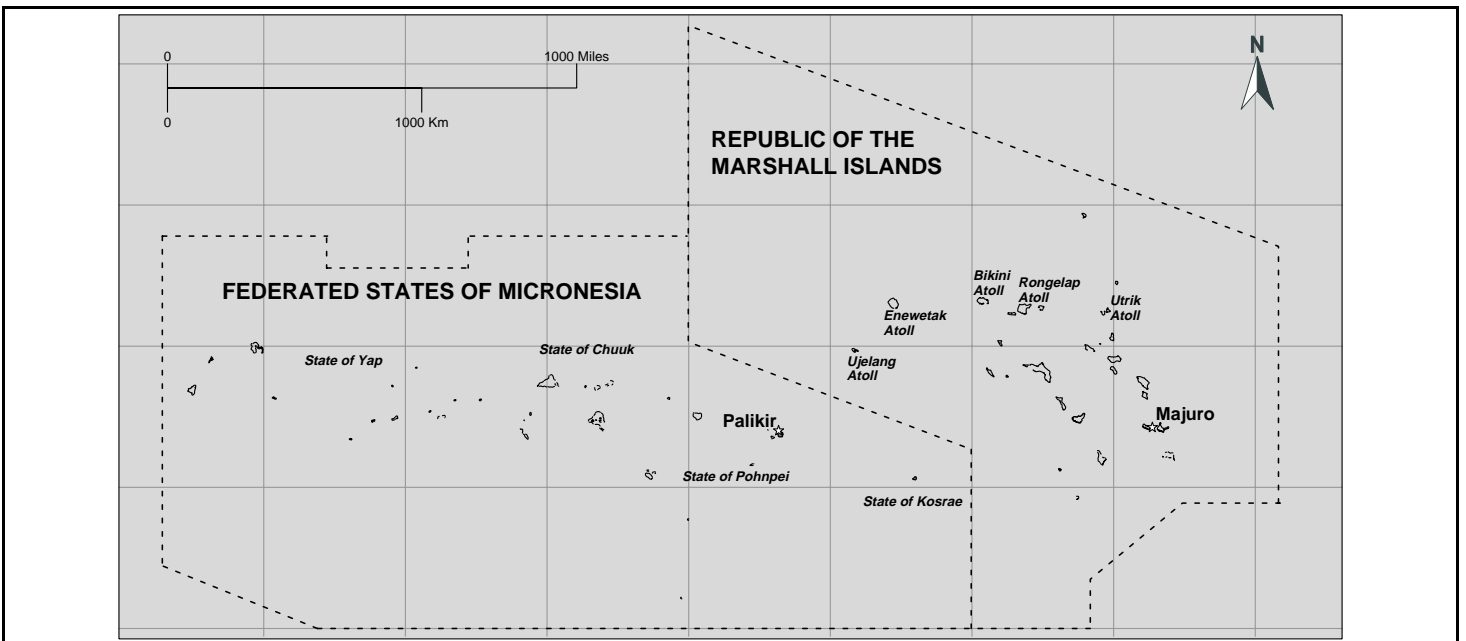 0
1000 Miles
0
1000 Km
N
REPUBLIC OF THE
MARSHALL ISLANDS
FEDERATED STATES OF MICRONESIA
Bikini
Atoll
Rongelap
Atoll
Enewetak
Atoll
Utrik
Atoll
State of Yap
State of Chuuk
Ujelang
Atoll
Palikir
Majuro
State of Pohnpei
State of Kosrae